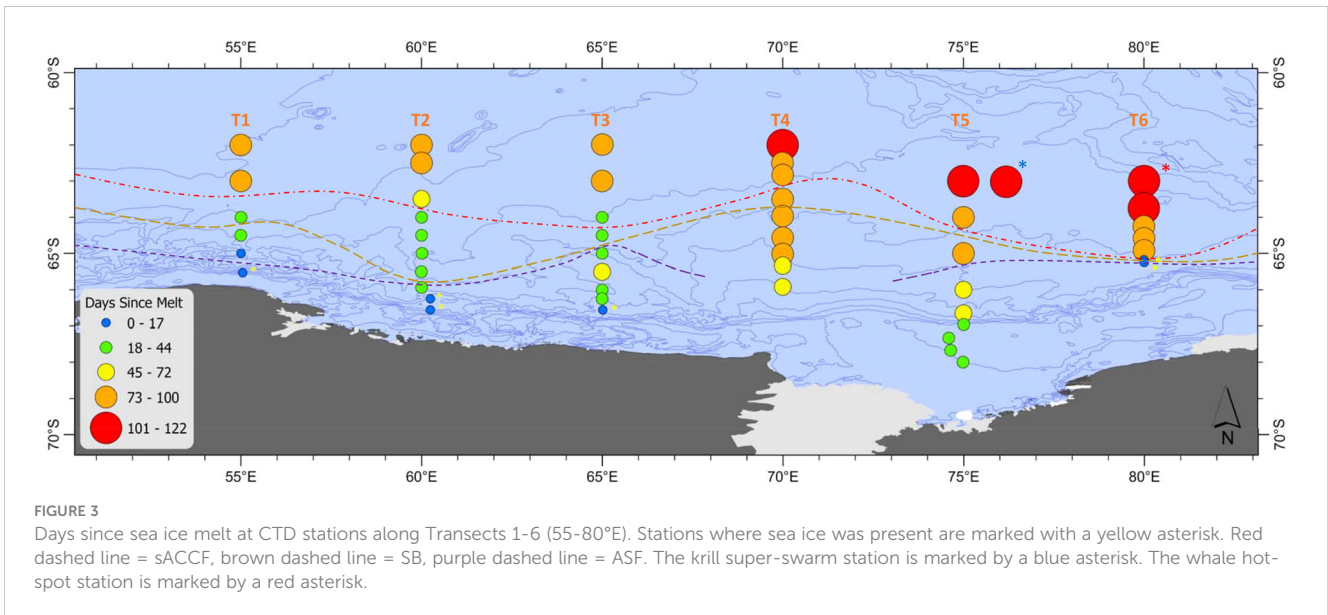 55°E 60°E 65°E 70°E 75°E 80°E
60°S 60°S
T1 T2 T3 T4 T5 T6
* *
65°S 65°S
Days Since Melt
0 - 17
18 - 44
45 - 72
73 - 100
101 - 122
70°S 70°S
N
55°E 60°E 65°E 70°E 75°E 80°E
FIGURE 3
Days since sea ice melt at CTD stations along Transects 1-6 (55-80°E). Stations where sea ice was present are marked with a yellow asterisk. Red
dashed line = sACCF, brown dashed line = SB, purple dashed line = ASF. The krill super-swarm station is marked by a blue asterisk. The whale hot-
spot station is marked by a red asterisk.